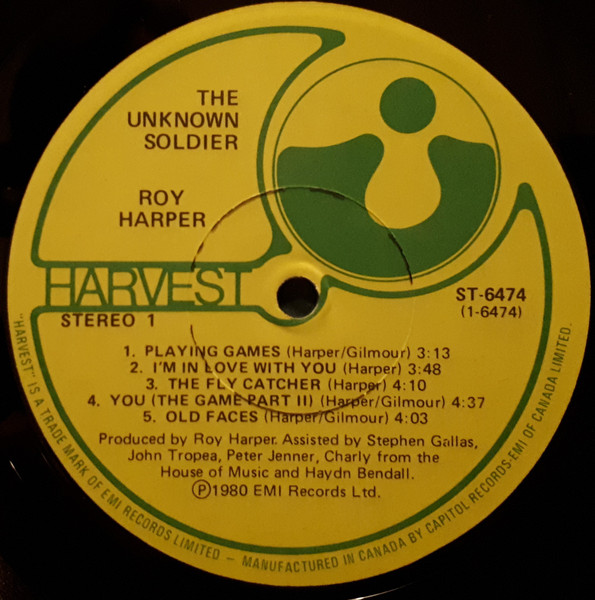 THE
UNKNOWN
SOLDIER
ROY
HARPER
HARVEST
STEREO 1
ST-6474
(1-6474)
1. PLAYING GAMES (Harper/Gilmour) 3:13
2. I'M IN LOVE WITH YOU (Harper) 3:48
3. THE FLY CATCHER (Harper) 4:10
4. YOU (THE GAME PART II) (Harper/Gilmour) 4:37
5. OLD FACES (Harper/Gilmour) 4:03
Produced by Roy Harper. Assisted by Stephen Gallas,
John Tropea, Peter Jenner, Charly from the
House of Music and Haydn Bendall.
Ⓟ1980 EMI Records Ltd.
"HARVEST" IS A TRADE MARK OF EMI RECORDS LIMITED – MANUFACTURED IN CANADA BY CAPITOL RECORDS-EMI OF CANADA LIMITED.